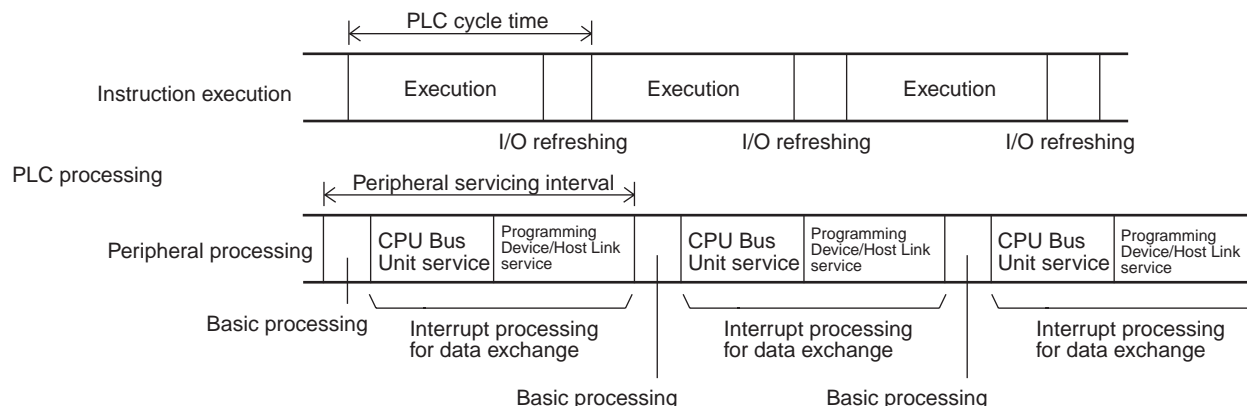 PLC cycle time
Instruction execution
Execution
Execution
Execution
I/O refreshing
I/O refreshing
I/O refreshing
PLC processing
Peripheral servicing interval
Peripheral processing
CPU Bus
Unit service
Programming
Device/Host Link
service
CPU Bus
Unit service
Programming
Device/Host Link
service
CPU Bus
Unit service
Programming
Device/Host Link
service
Basic processing
Interrupt processing
for data exchange
Interrupt processing
for data exchange
Interrupt processing
for data exchange
Basic processing
Basic processing